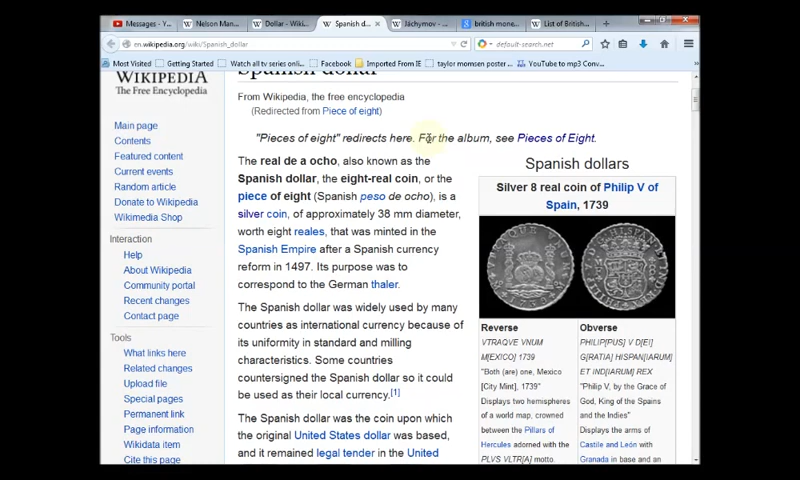 Messages - Y...
Nelson Man...
Dollar - Wiki...
Spanish d...
Jáchymov - ...
british mone...
List of British...
en.wikipedia.org/wiki/Spanish_dollar
default-search.net
Most Visited
Getting Started
Watch all tv series onli...
Facebook
Imported From IE
taylor momsen poster ...
YouTube to mp3 Conv...
WIKIPEDIA
The Free Encyclopedia
Main page
Contents
Featured content
Current events
Random article
Donate to Wikipedia
Wikimedia Shop
Interaction
Help
About Wikipedia
Community portal
Recent changes
Contact page
Tools
What links here
Related changes
Upload file
Special pages
Permanent link
Page information
Wikidata item
Cite this page
Spanish dollar
From Wikipedia, the free encyclopedia
(Redirected from Piece of eight)
"Pieces of eight" redirects here. For the album, see Pieces of Eight.
The real de a ocho, also known as the
Spanish dollar, the eight-real coin, or the
piece of eight (Spanish peso de ocho), is a
silver coin, of approximately 38 mm diameter,
worth eight reales, that was minted in the
Spanish Empire after a Spanish currency
reform in 1497. Its purpose was to
correspond to the German thaler.
The Spanish dollar was widely used by many
countries as international currency because of
its uniformity in standard and milling
characteristics. Some countries
countersigned the Spanish dollar so it could
be used as their local currency.[1]
The Spanish dollar was the coin upon which
the original United States dollar was based,
and it remained legal tender in the United
Spanish dollars
Silver 8 real coin of Philip V of
Spain, 1739
Reverse
VTRAQVE VNUM
M[EXICO] 1739
"Both (are) one, Mexico
[City Mint], 1739"
Displays two hemispheres
of a world map, crowned
between the Pillars of
Hercules adorned with the
PLVS VLTR[A] motto.
Obverse
PHILIP[PUS] V D[EI]
G[RATIA] HISPAN[IARUM]
ET IND[IARUM] REX
"Philip V, by the Grace of
God, King of the Spains
and the Indies"
Displays the arms of
Castile and León with
Granada in base and an